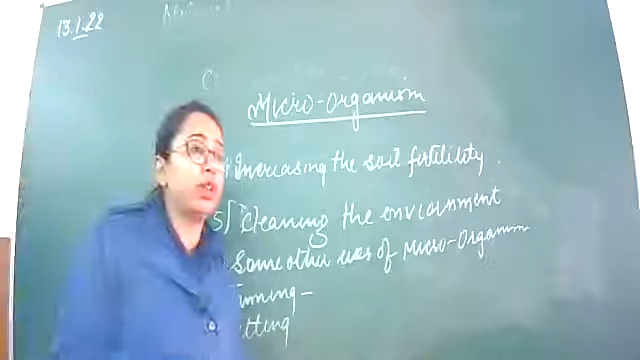 13.1.22
Micro-Organism
Increasing the soil fertility.
5) Cleaning the environment
Some other uses of Micro-Organism
nning -
tting